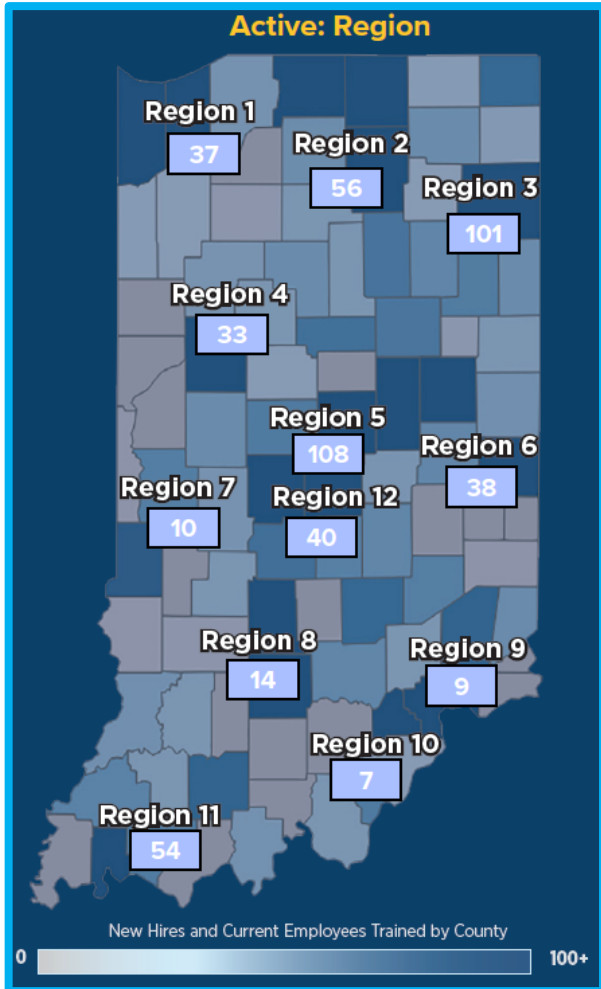 Active: Region
Region 1
37
Region 2
56
Region 3
101
Region 4
33
Region 5
108
Region 6
38
Region 7
10
Region 12
40
Region 8
14
Region 9
9
Region 10
7
Region 11
54
New Hires and Current Employees Trained by County
0
100+